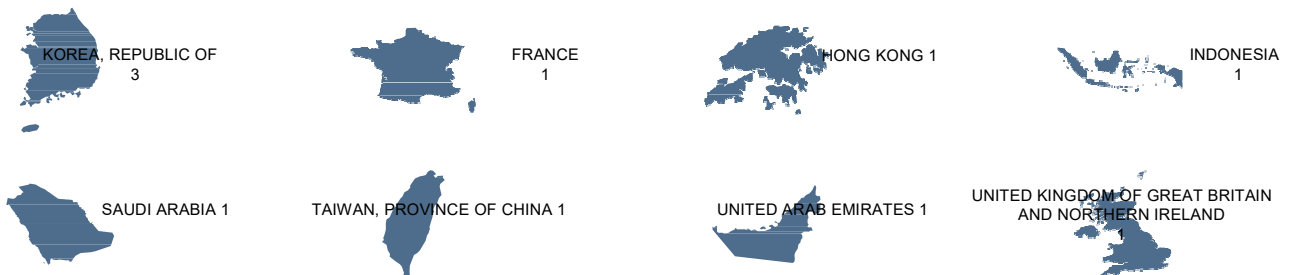 KOREA, REPUBLIC OF
3
FRANCE
1
HONG KONG 1
INDONESIA
1
SAUDI ARABIA 1
TAIWAN, PROVINCE OF CHINA 1
UNITED ARAB EMIRATES 1
UNITED KINGDOM OF GREAT BRITAIN
AND NORTHERN IRELAND
1